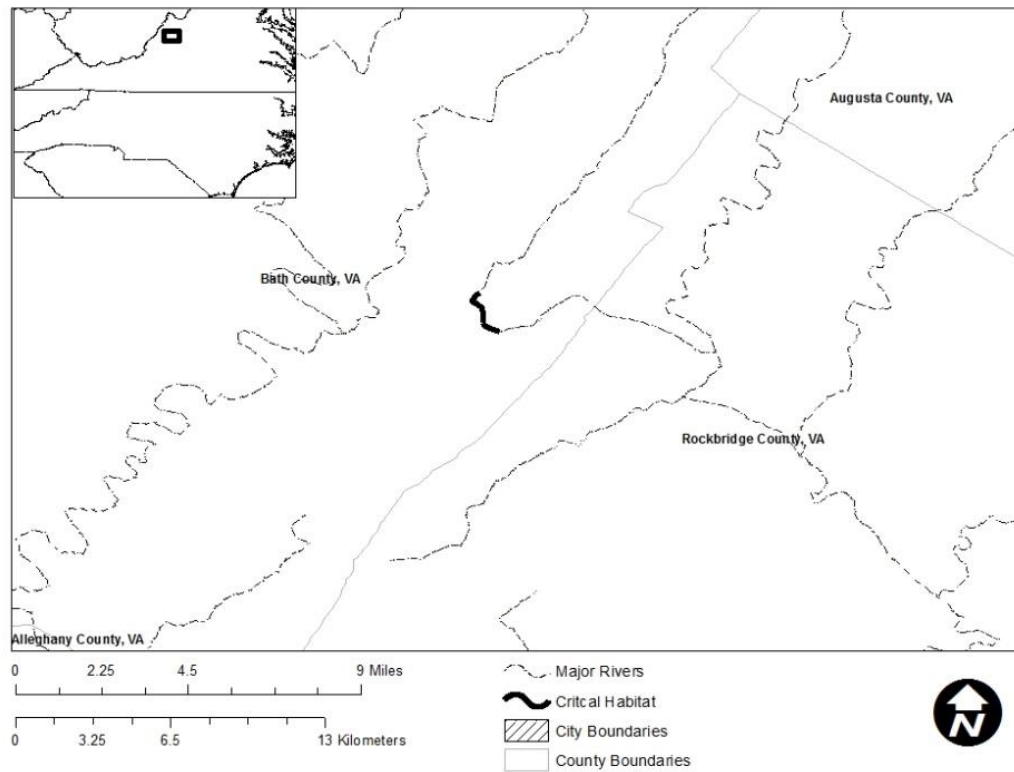 Augusta County, VA
Bath County, VA
Rockbridge County, VA
Alleghany County, VA
0 2.25 4.5 9 Miles
0 3.25 6.5 13 Kilometers
Major Rivers
Critcal Habitat
City Boundaries
County Boundaries
N